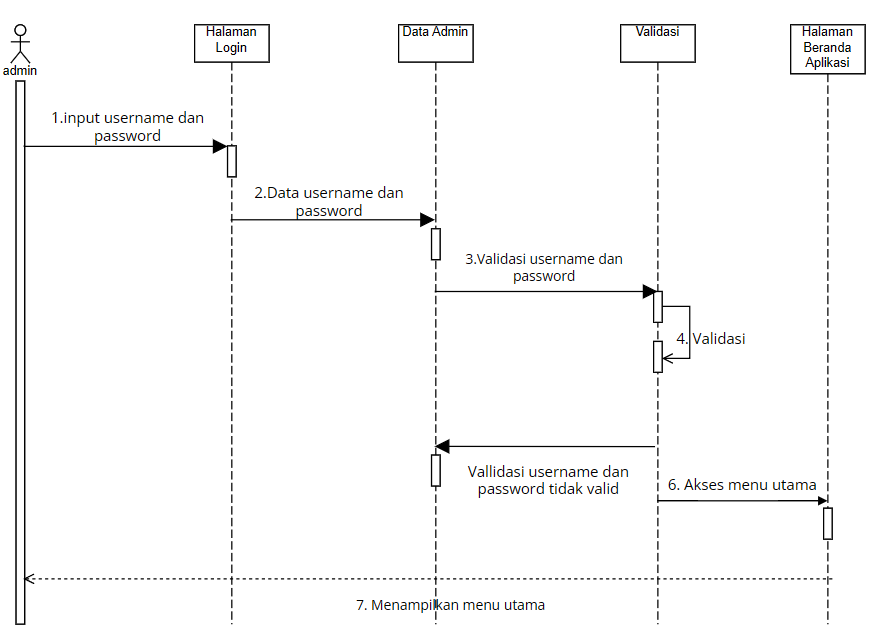 admin
Halaman
Login
Data Admin
Validasi
Halaman
Beranda
Aplikasi
1.input username dan
password
2.Data username dan
password
3.Validasi username dan
password
4. Validasi
Vallidasi username dan
password tidak valid
6. Akses menu utama
7. Menampilkan menu utama